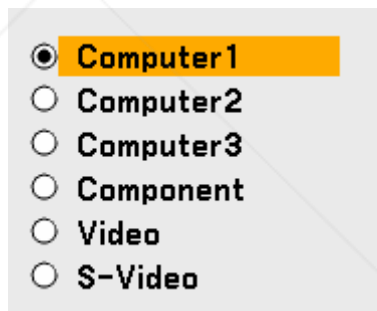 Computer1
Computer2
Computer3
Component
Video
S-Video